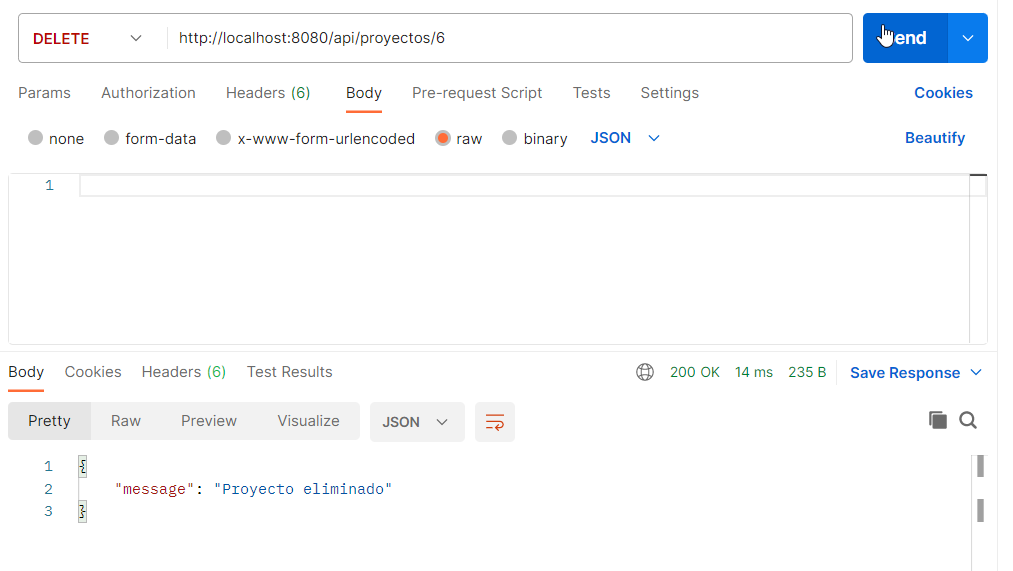 DELETE http://localhost:8080/api/proyectos/6
Params Authorization Headers (6) Body Pre-request Script Tests Settings Cookies
none form-data x-www-form-urlencoded raw binary JSON Beautify
1
Body Cookies Headers (6) Test Results 200 OK 14 ms 235 B Save Response
Pretty Raw Preview Visualize JSON
1 {
2 "message": "Proyecto eliminado"
3 }